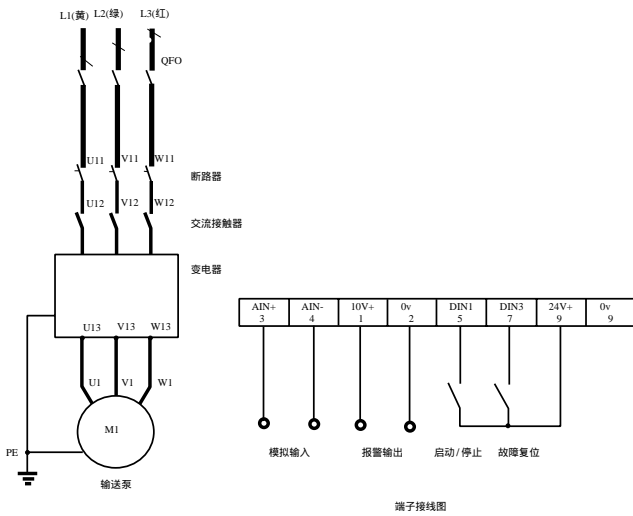 L1(黄) L2(绿) L3(红)
QFO
U11 V11 W11
断路器
U12 V12 W12
交流接触器
变电器
U13 V13 W13
U1 V1 W1
M1
PE
输送泵
AIN+ AIN- 10V+ 0v DIN1 DIN3 24V+ 0v
3 4 1 2 5 7 9 9
模拟输入 报警输出 启动/停止 故障复位
端子接线图